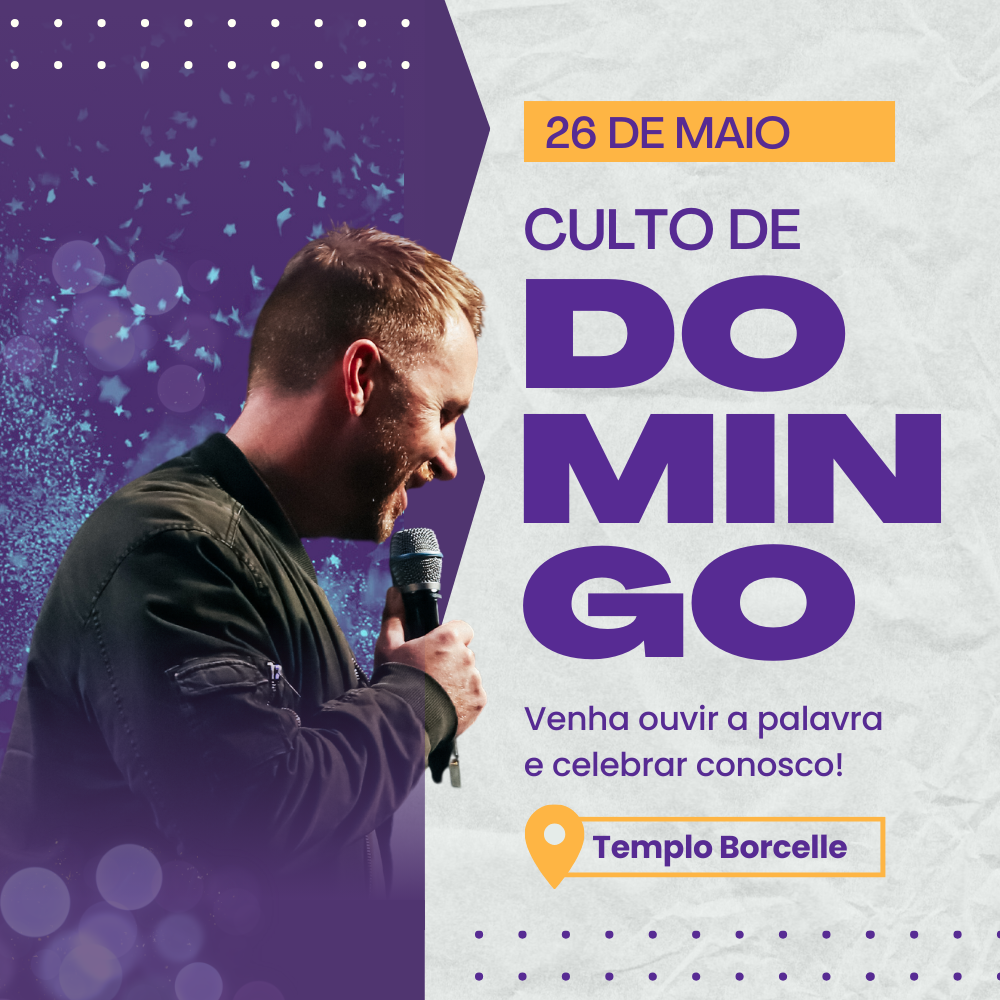 26 DE MAIO
CULTO DE
DO
MIN
GO
Venha ouvir a palavra
e celebrar conosco!
Templo Borcelle